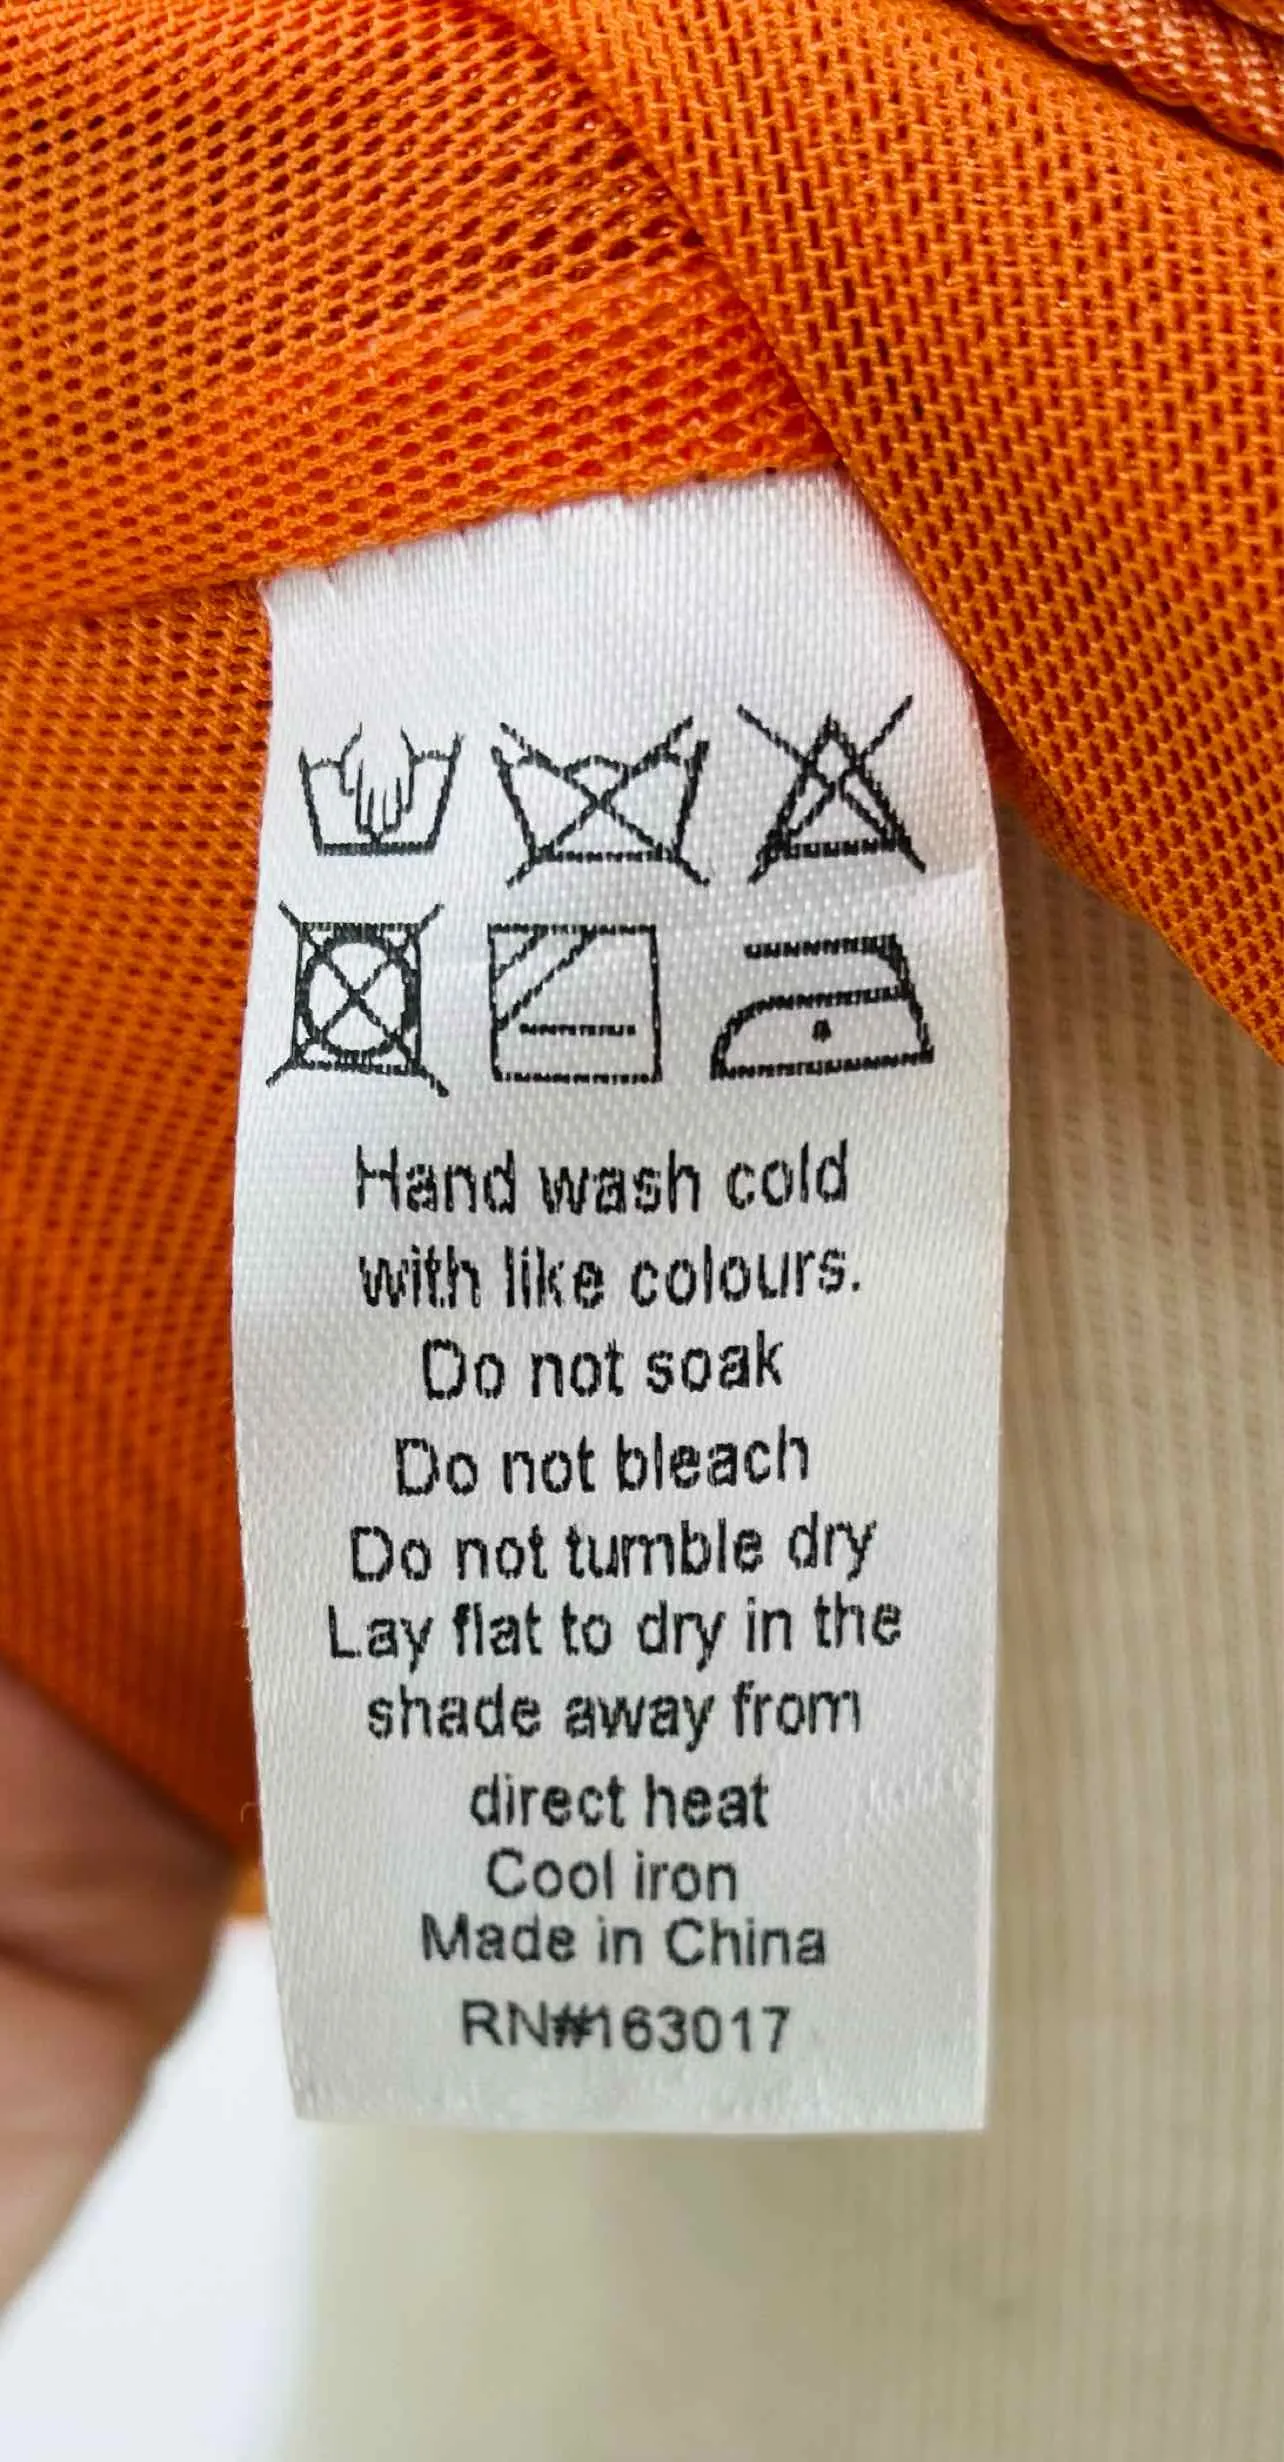 Hand wash cold
with like colours.
Do not soak
Do not bleach
Do not tumble dry
Lay flat to dry in the
shade away from
direct heat
Cool iron
Made in China
RN#163017